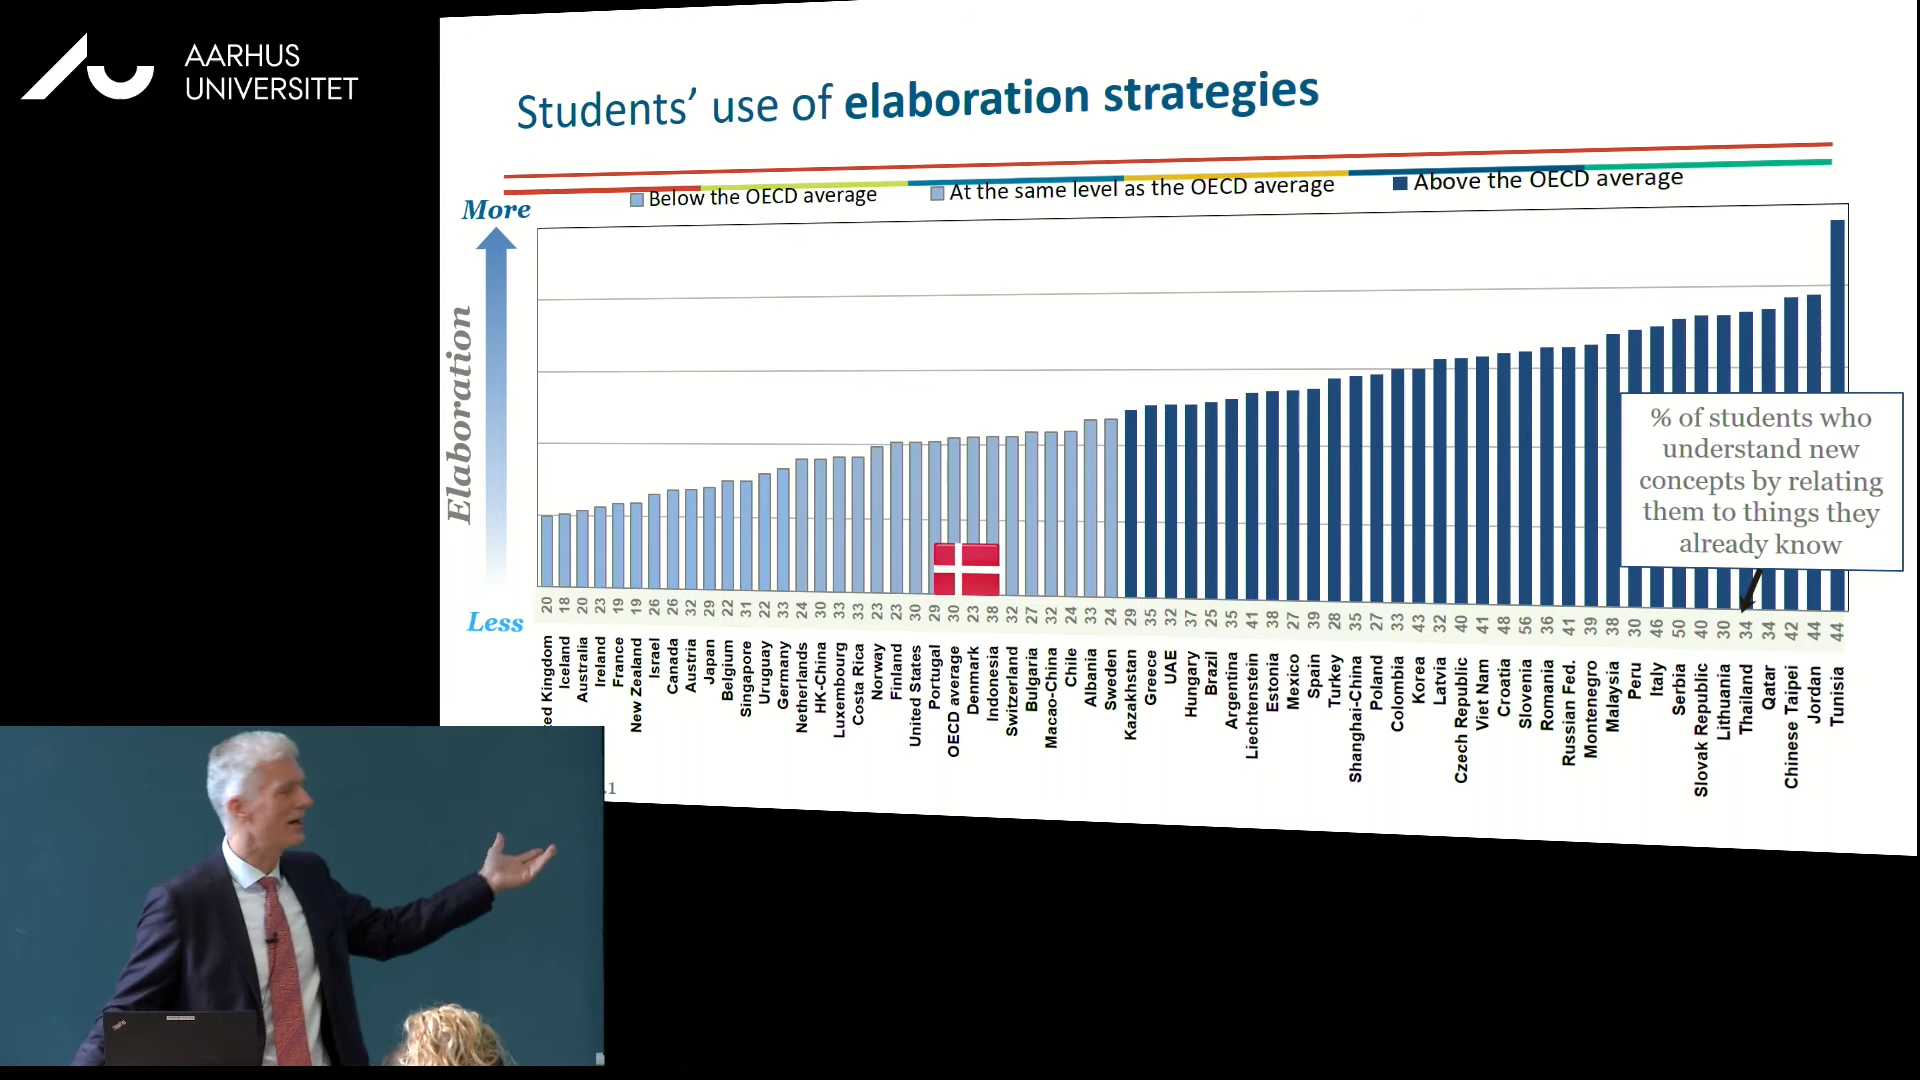 AARHUS
UNIVERSITET
Students’ use of elaboration strategies
Below the OECD average
At the same level as the OECD average
Above the OECD average
More
Elaboration
Less
% of students who
understand new
concepts by relating
them to things they
already know
20 18 20 23 19 19 26 26 32 29 22 31 22 33 24 30 33 33 23 23 30 29 30 23 38 32 27 32 24 33 24 29 35 32 37 25 35 41 38 27 39 28 35 27 33 43 32 40 41 48 56 36 41 39 38 30 46 50 40 30 34 34 42 44 44
ed Kingdom
Iceland
Australia
Ireland
France
New Zealand
Israel
Canada
Austria
Japan
Belgium
Singapore
Uruguay
Germany
Netherlands
HK-China
Luxembourg
Costa Rica
Norway
Finland
United States
Portugal
OECD average
Denmark
Indonesia
Switzerland
Bulgaria
Macao-China
Chile
Albania
Sweden
Kazakhstan
Greece
UAE
Hungary
Brazil
Argentina
Liechtenstein
Estonia
Mexico
Spain
Turkey
Shanghai-China
Poland
Colombia
Korea
Latvia
Czech Republic
Viet Nam
Croatia
Slovenia
Romania
Russian Fed.
Montenegro
Malaysia
Peru
Italy
Serbia
Slovak Republic
Lithuania
Thailand
Qatar
Chinese Taipei
Jordan
Tunisia
.1
ThinkPad